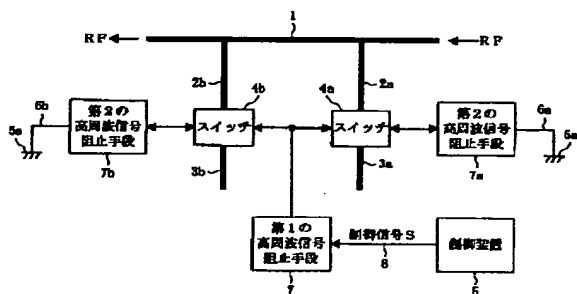 1
RF
RF
2b
2a
4b
4a
6b
第2の
高周波信号
阻止手段
スイッチ
スイッチ
第2の
高周波信号
阻止手段
6a
5a
5a
7b
3b
3a
7a
第1の
高周波信号
阻止手段
制御信号S
制御装置
7
6
5